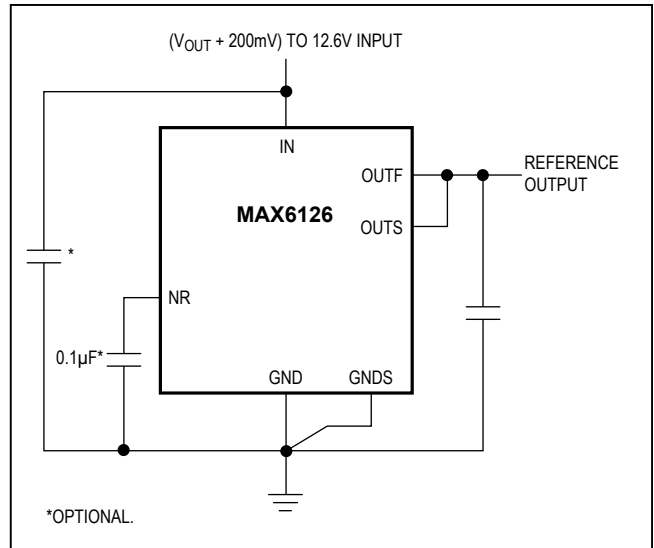 (VOUT + 200mV) TO 12.6V INPUT
IN
OUTF
REFERENCE
OUTPUT
MAX6126
OUTS
*
NR
0.1µF*
GND
GNDS
*OPTIONAL.